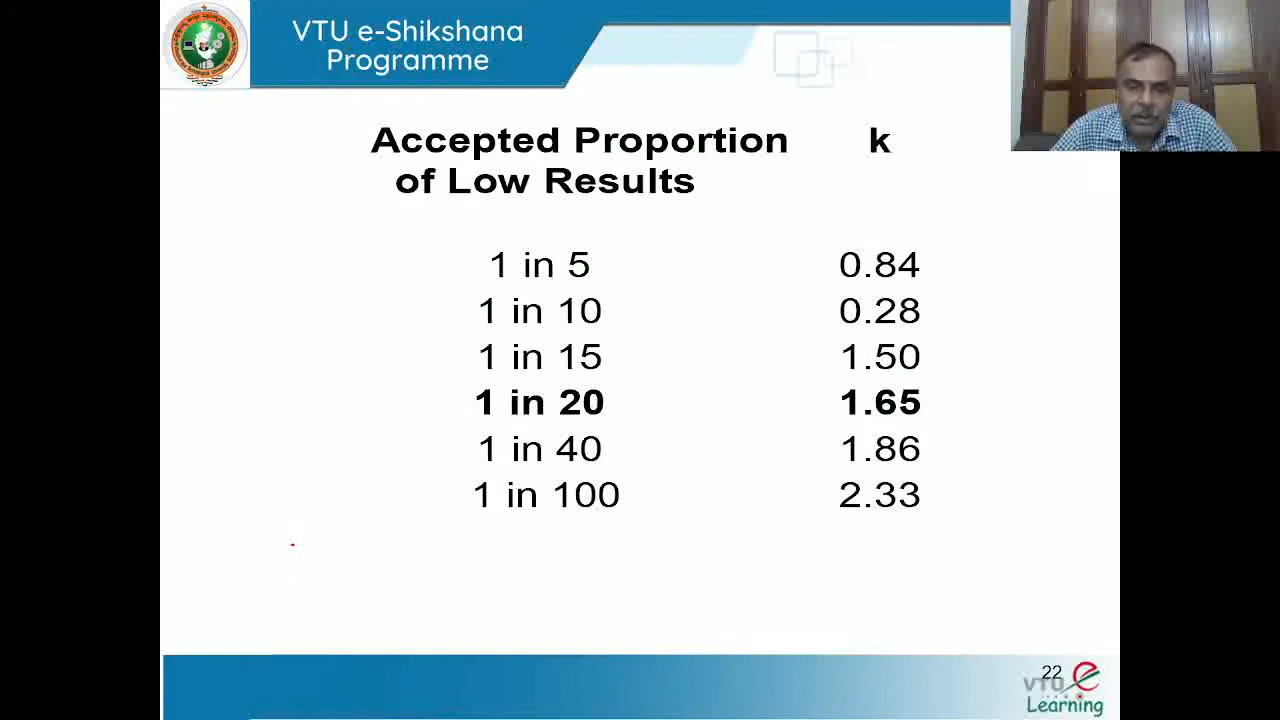 VTU e-Shikshana
Programme
Accepted Proportion k
of Low Results
1 in 5 0.84
1 in 10 0.28
1 in 15 1.50
1 in 20 1.65
1 in 40 1.86
1 in 100 2.33
22
VTU e
Learning